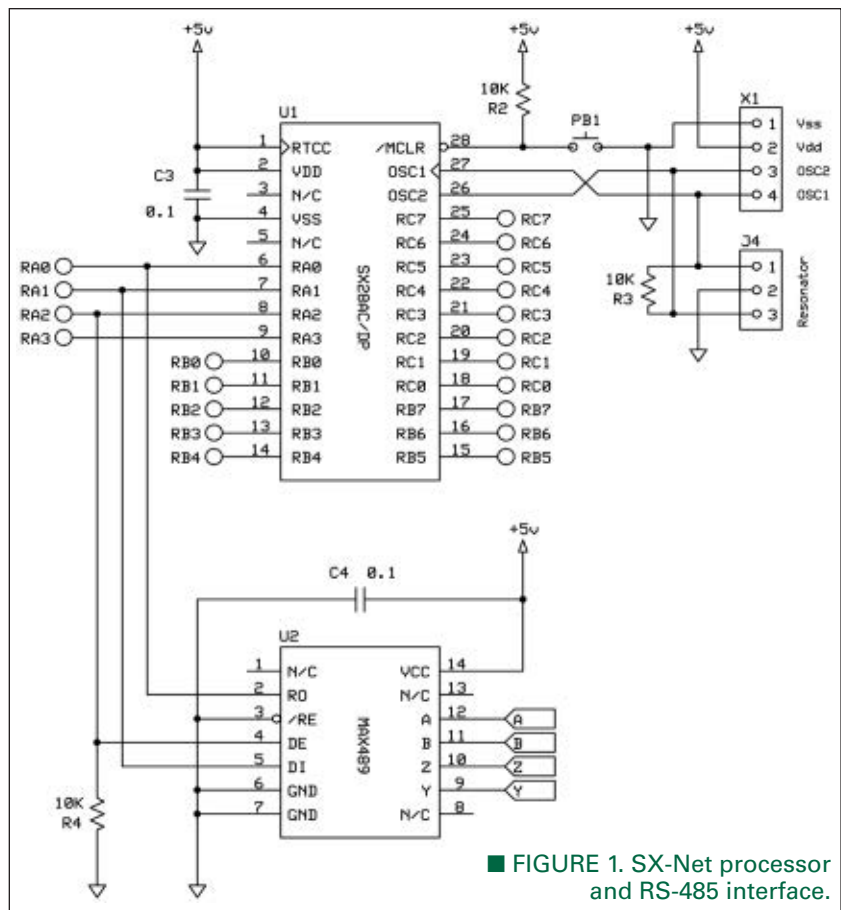 +5v +5v +5v
10K
R2
U1
PB1
X1
1 Vss
2 Vdd
3 OSC2
4 OSC1
C3
0.1
1 RTCC /MCLR 28
2 VDD OSC1 27
3 N/C OSC2 26
4 VSS RC7 25 RC7
5 N/C RC6 24 RC6
RA0 6 RA0 RC5 23 RC5
RA1 7 RA1 RC4 22 RC4
RA2 8 RA2 RC3 21 RC3
RA3 9 RA3 RC2 20 RC2
RB0 10 RB0 RC1 19 RC1
RB1 11 RB1 RC0 18 RC0
RB2 12 RB2 RB7 17 RB7
RB3 13 RB3 RB6 16 RB6
RB4 14 RB4 RB5 15 RB5
SX28AC/DP
J4
1
2
3
Resonator
10K
R3
+5v
C4 0.1
U2
1 N/C VCC 14
2 RO N/C 13
3 /RE A 12 A
4 DE B 11 B
5 DI Z 10 Z
6 GND Y 9 Y
7 GND N/C 8
MAX489
10K
R4
■ FIGURE 1. SX-Net processor
and RS-485 interface.